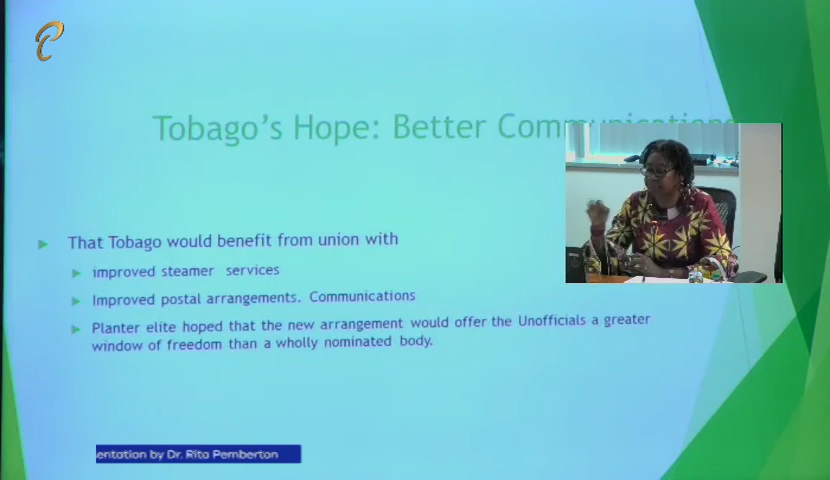 Tobago's Hope: Better
That Tobago would benefit from union with
improved steamer services
Improved postal arrangements. Communications
Planter elite hoped that the new arrangement would offer the Unofficials a greater
window of freedom than a wholly nominated body.
entation by Dr. Rita Pemberton